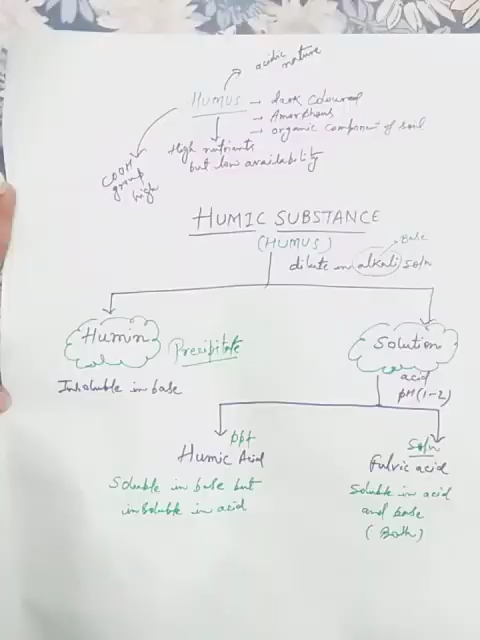 acidic
nature
HUMUS → dark coloured
→ Amorphous
→ organic component of soil
High nutrients
but low availability
COOH
group
high
HUMIC SUBSTANCE
(HUMUS)
Base
dilute in alkali soln
Humin
Precipitate
Solution
Insoluble in base
acid
pH (1-2)
ppt
Humic Acid
Soluble in base but
insoluble in acid
Soln
Fulvic acid
Soluble in acid
and base
(Both)